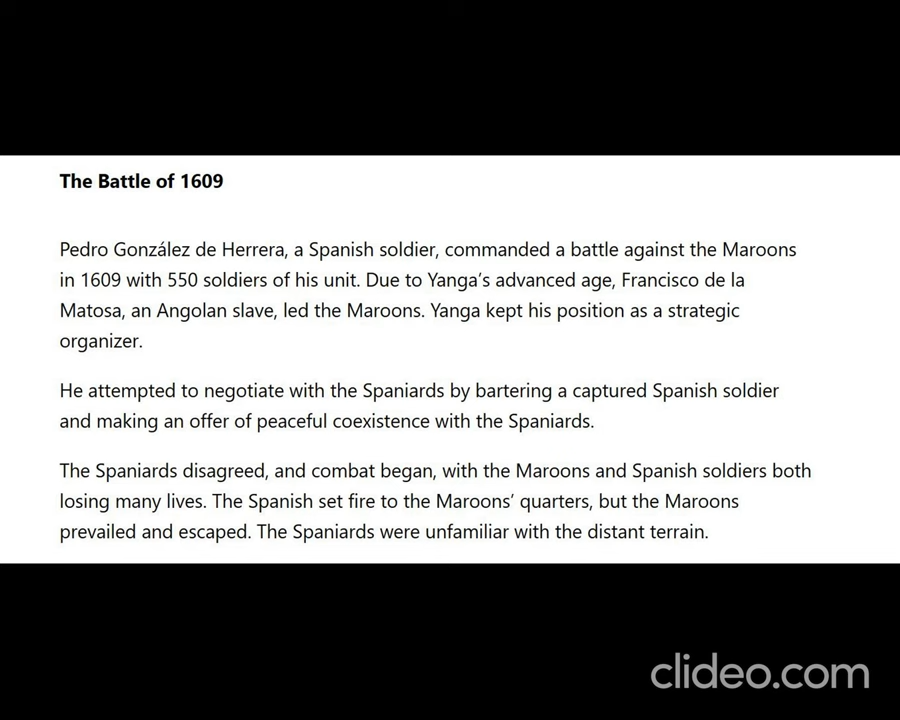 The Battle of 1609
Pedro González de Herrera, a Spanish soldier, commanded a battle against the Maroons
in 1609 with 550 soldiers of his unit. Due to Yanga’s advanced age, Francisco de la
Matosa, an Angolan slave, led the Maroons. Yanga kept his position as a strategic
organizer.
He attempted to negotiate with the Spaniards by bartering a captured Spanish soldier
and making an offer of peaceful coexistence with the Spaniards.
The Spaniards disagreed, and combat began, with the Maroons and Spanish soldiers both
losing many lives. The Spanish set fire to the Maroons’ quarters, but the Maroons
prevailed and escaped. The Spaniards were unfamiliar with the distant terrain.
clideo.com